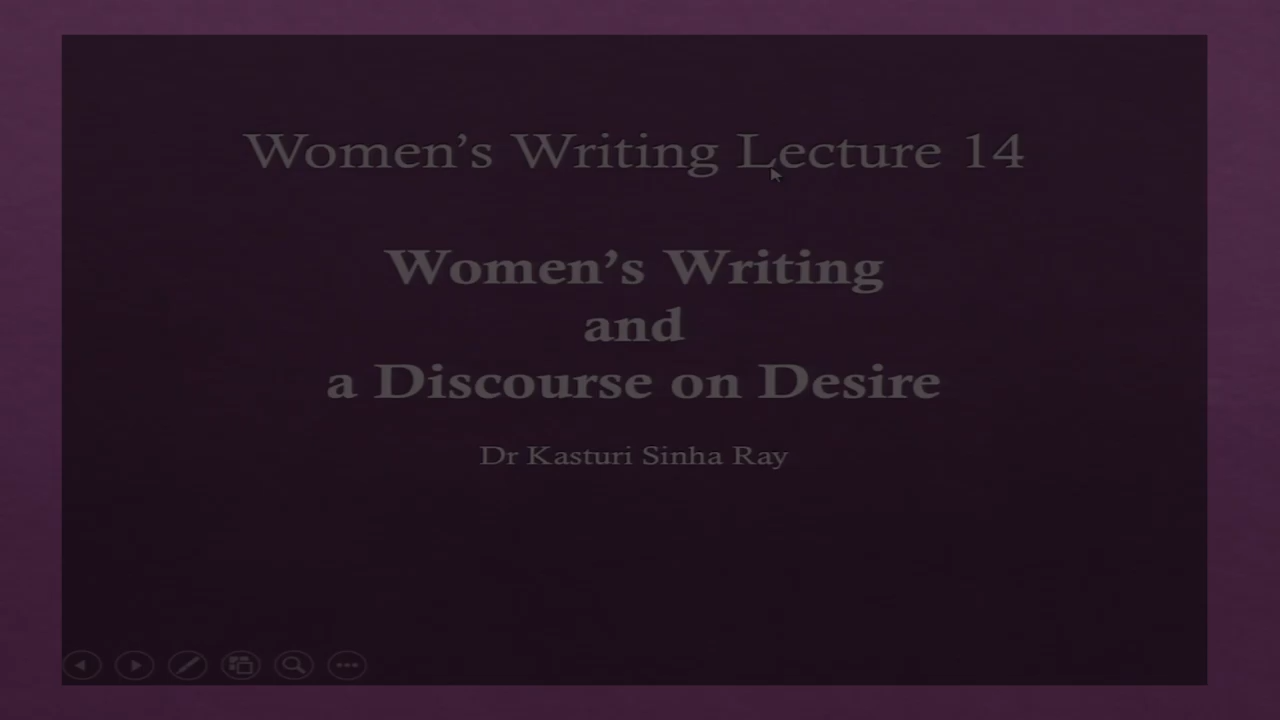 Women’s Writing Lecture 14
Women’s Writing
and
a Discourse on Desire
Dr Kasturi Sinha Ray